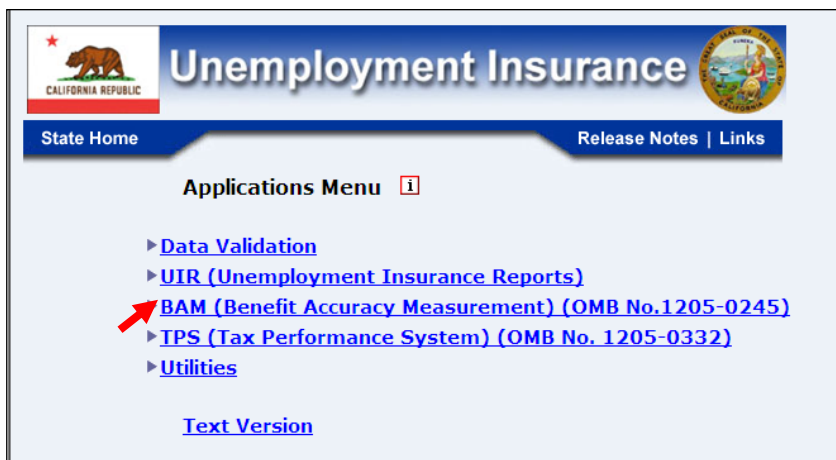 CALIFORNIA REPUBLIC
Unemployment Insurance
State Home
Release Notes | Links
Applications Menu i
Data Validation
UIR (Unemployment Insurance Reports)
BAM (Benefit Accuracy Measurement) (OMB No.1205-0245)
TPS (Tax Performance System) (OMB No. 1205-0332)
Utilities
Text Version